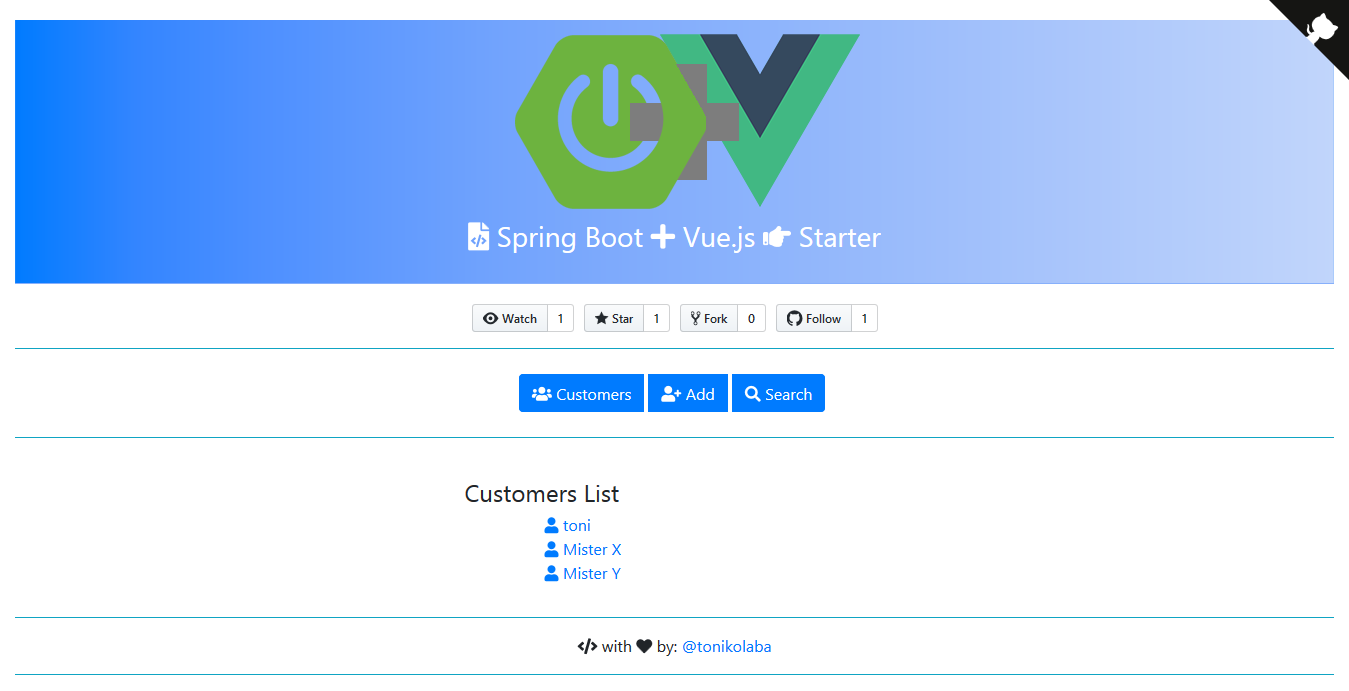 Spring Boot Vue.js Starter
Watch 1 Star 1 Fork 0 Follow 1
Customers Add Search
Customers List
toni
Mister X
Mister Y
with by: @tonikolaba